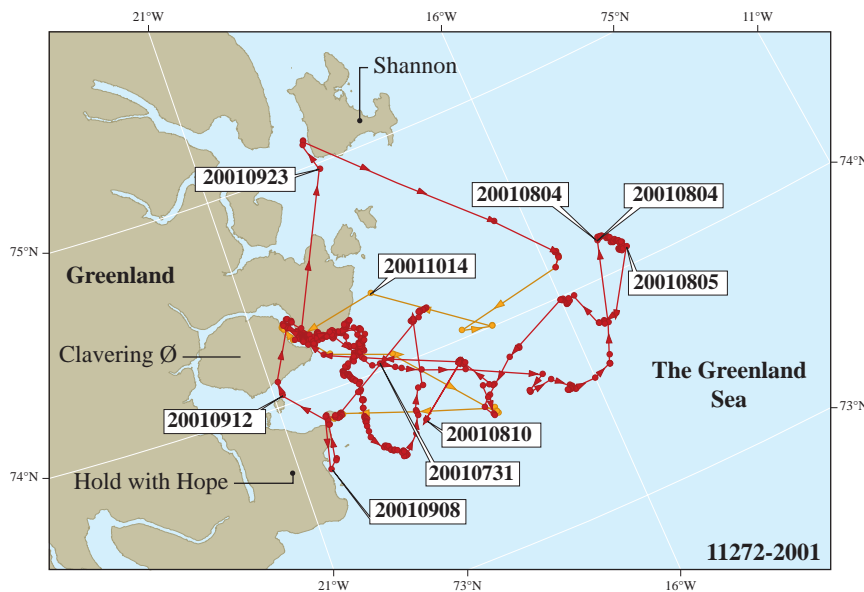 21°W
16°W
75°N
11°W
Shannon
74°N
20010923
20010804
20010804
75°N
Greenland
20011014
20010805
Clavering Ø
The Greenland
Sea
73°N
20010912
20010810
20010731
74°N
Hold with Hope
20010908
11272-2001
21°W
73°N
16°W